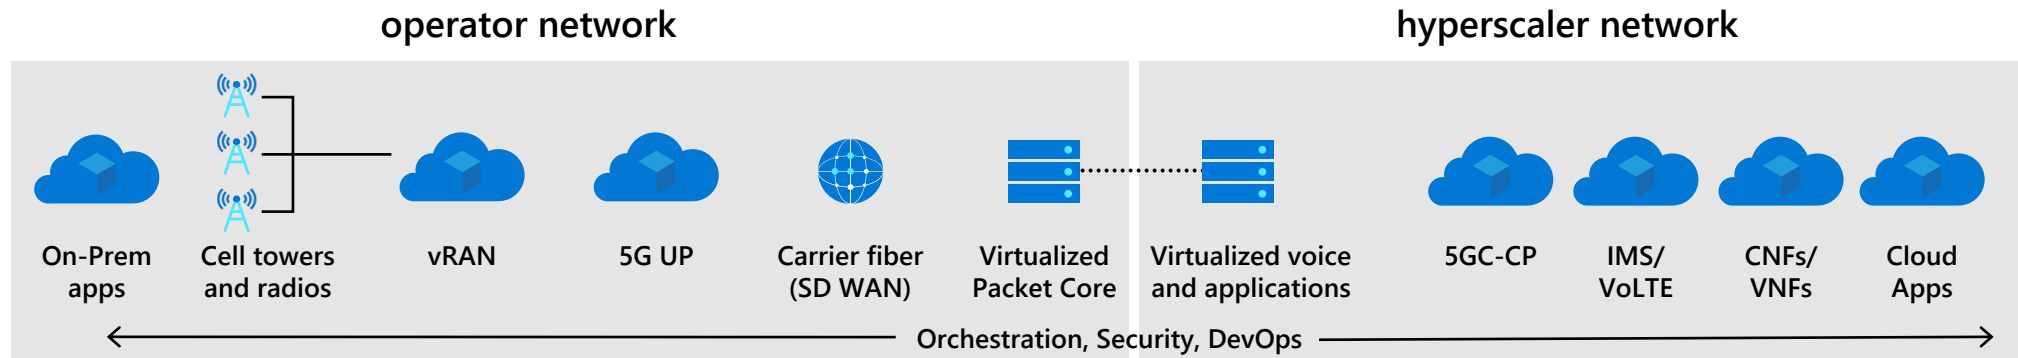 operator network
hyperscaler network
On-Prem
apps
Cell towers
and radios
vRAN
5G UP
Carrier fiber
(SD WAN)
Virtualized
Packet Core
Virtualized voice
and applications
5GC-CP
IMS/
VoLTE
CNFs/
VNFs
Cloud
Apps
Orchestration, Security, DevOps